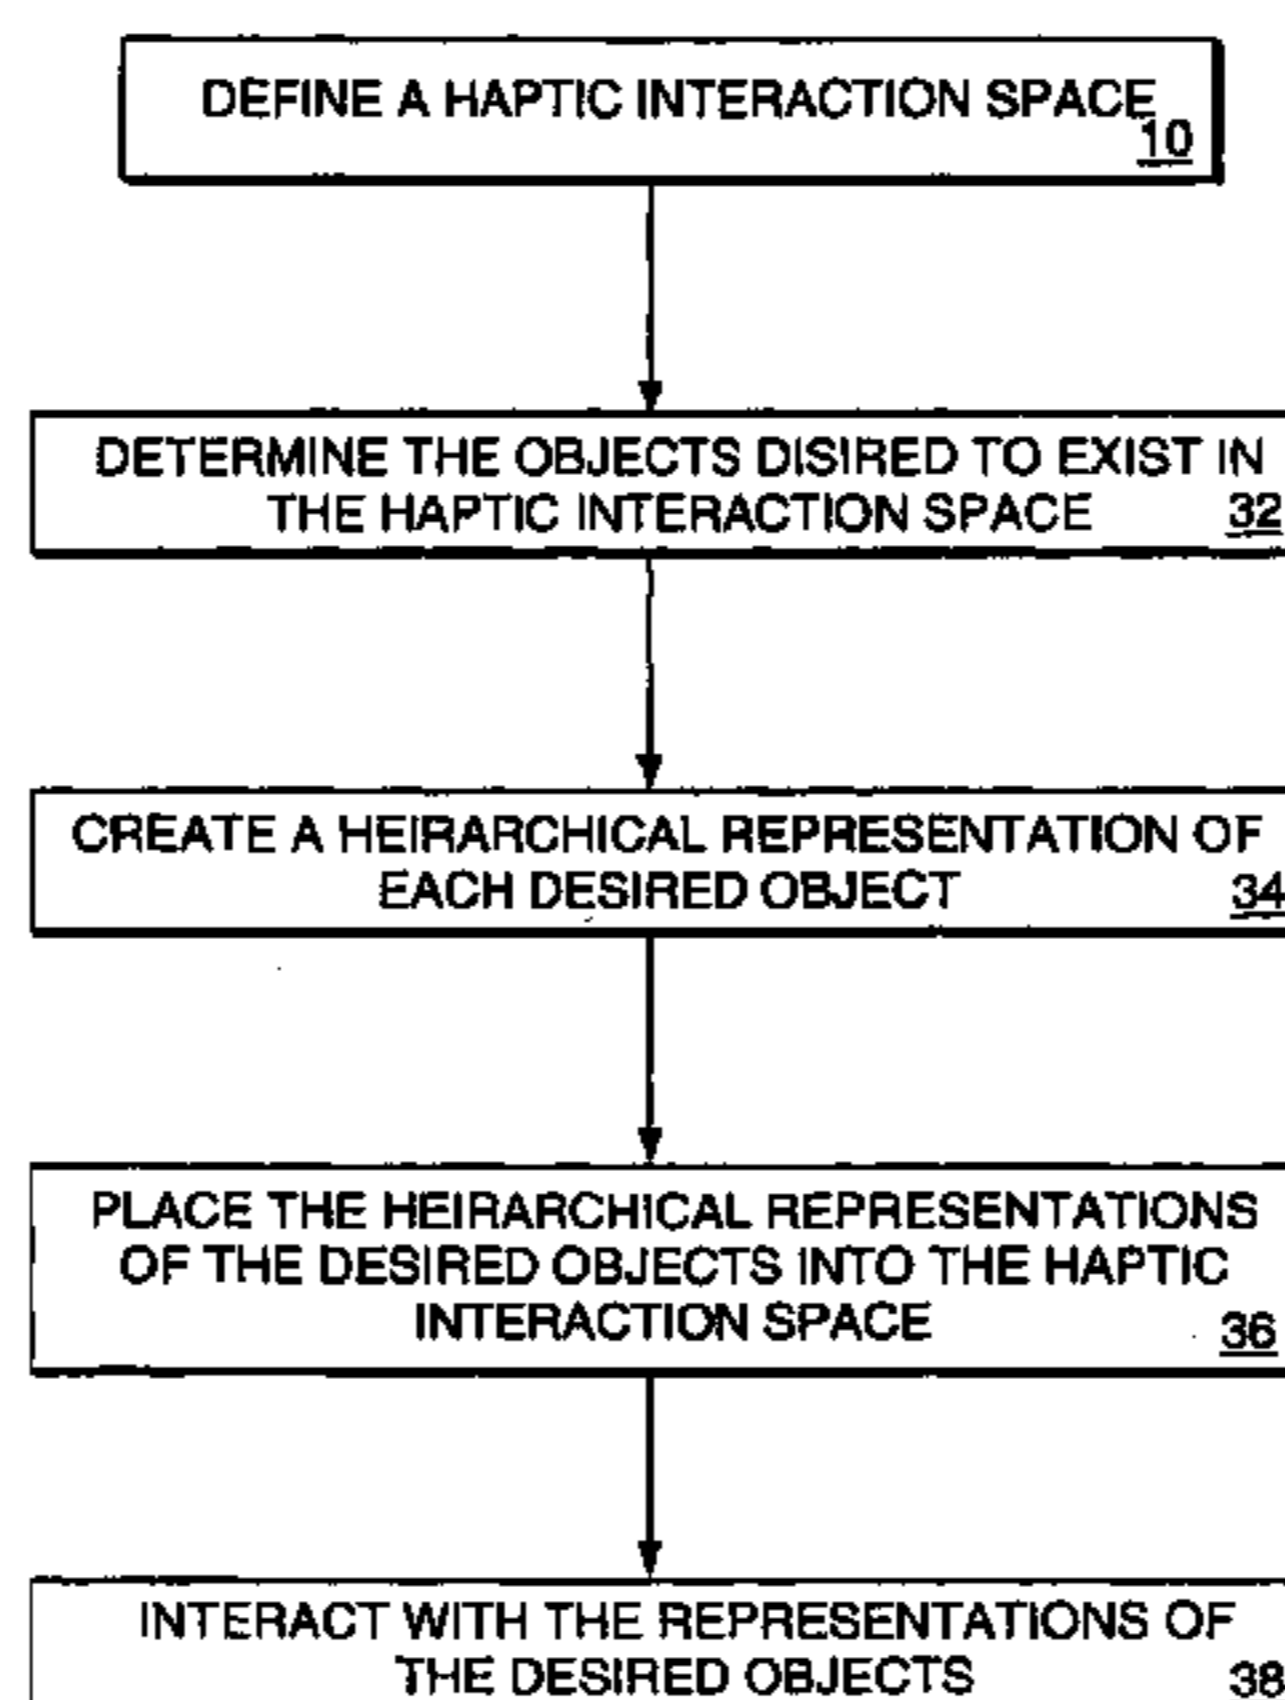 DEFINE A HAPTIC INTERACTION SPACE
10
DETERMINE THE OBJECTS DISIRED TO EXIST IN
THE HAPTIC INTERACTION SPACE 32
CREATE A HEIRARCHICAL REPRESENTATION OF
EACH DESIRED OBJECT 34
PLACE THE HEIRARCHICAL REPRESENTATIONS
OF THE DESIRED OBJECTS INTO THE HAPTIC
INTERACTION SPACE 36
INTERACT WITH THE REPRESENTATIONS OF
THE DESIRED OBJECTS 38